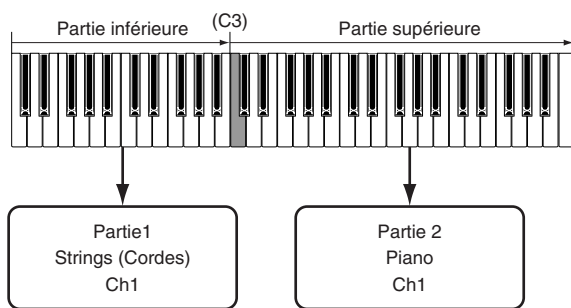 Partie inférieure
(C3)
Partie supérieure
Partie1
Strings (Cordes)
Ch1
Partie 2
Piano
Ch1